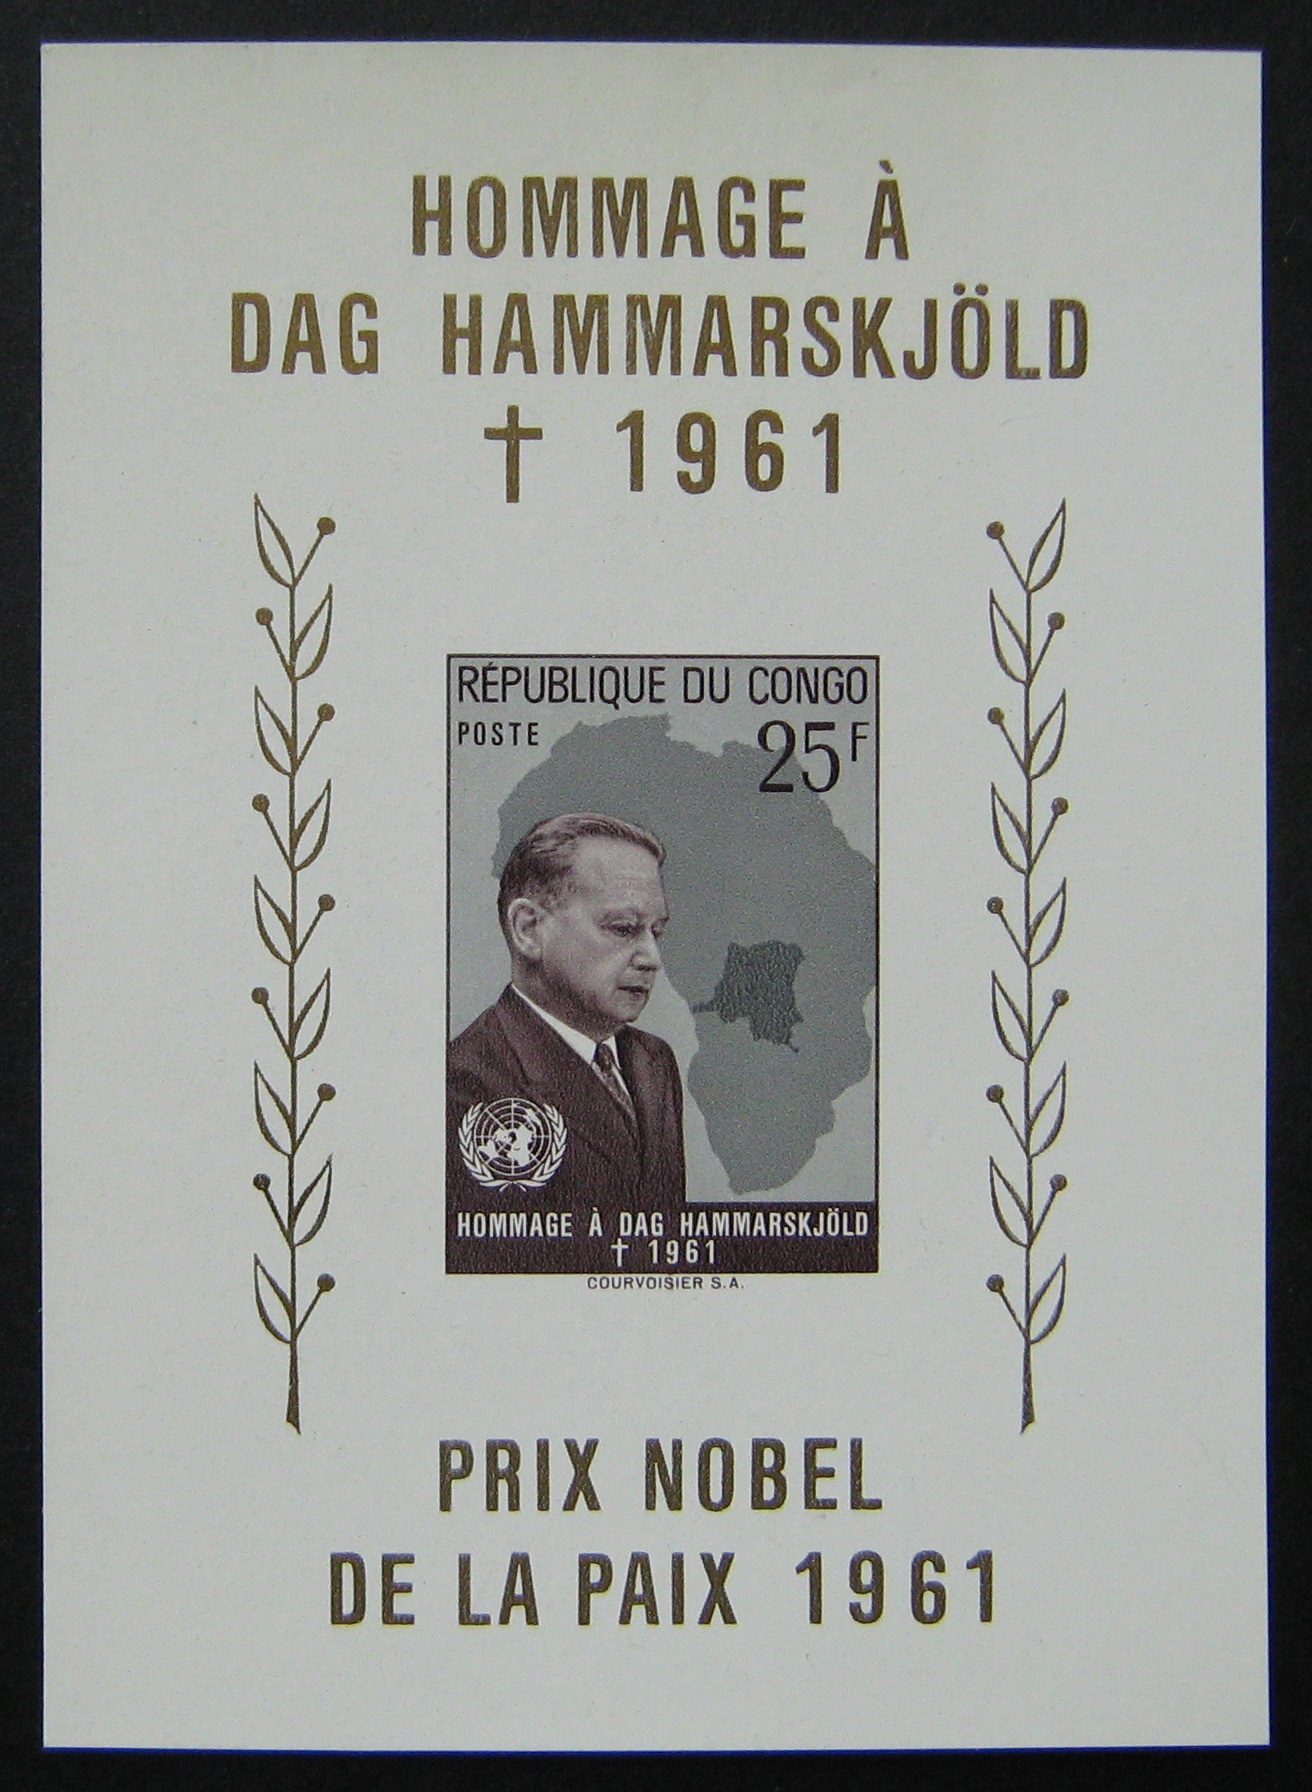 HOMMAGE À
DAG HAMMARSKJÖLD
† 1961
RÉPUBLIQUE DU CONGO
POSTE 25F
HOMMAGE À DAG HAMMARSKJÖLD
† 1961
COURVOISIER S.A.
PRIX NOBEL
DE LA PAIX 1961